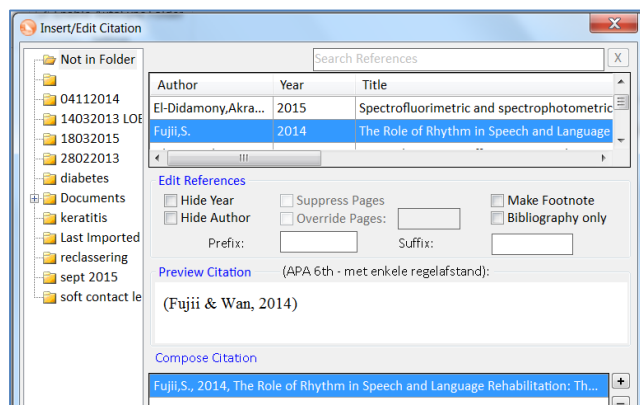 Insert/Edit Citation
X
Not in Folder
Search References
X
04112014
14032013 LOE
18032015
28022013
diabetes
Documents
keratitis
Last Imported
reclassering
sept 2015
soft contact le
Author Year Title
El-Didamony,Akra... 2015 Spectrofluorimetric and spectrophotometric
Fujii,S. 2014 The Role of Rhythm in Speech and Language
Edit References
Hide Year Suppress Pages Make Footnote
Hide Author Override Pages: Bibliography only
Prefix: Suffix:
Preview Citation (APA 6th - met enkele regelafstand):
(Fujii & Wan, 2014)
Compose Citation
Fujii,S., 2014, The Role of Rhythm in Speech and Language Rehabilitation: Th...